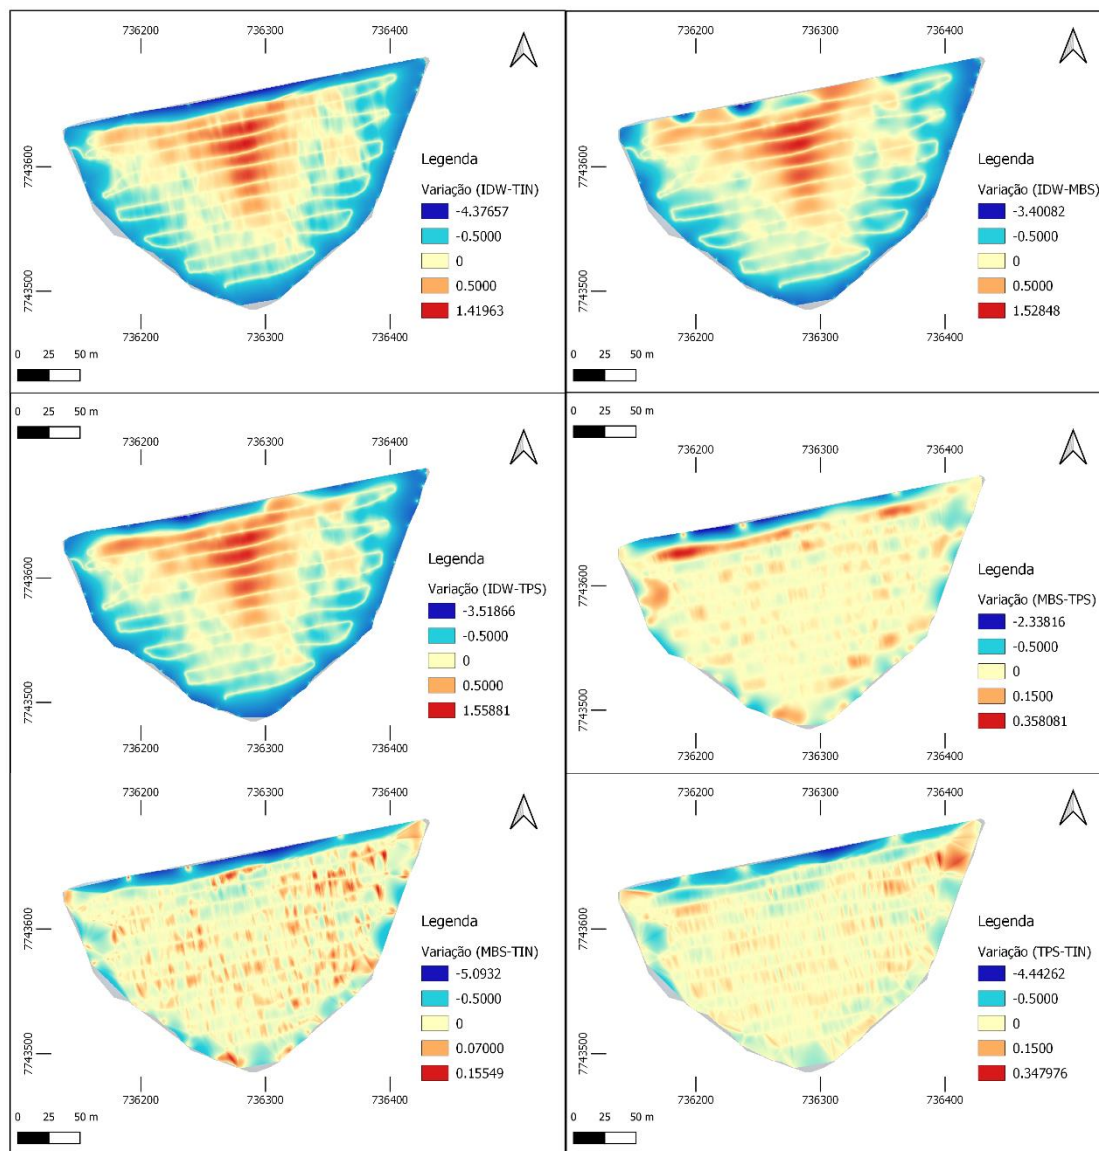 736200 736300 736400
7743600
7743500
Legenda
Variação (IDW-TIN)
-4.37657
-0.5000
0
0.5000
1.41963
736200 736300 736400
0 25 50 m
736200 736300 736400
7743600
7743500
Legenda
Variação (IDW-MBS)
-3.40082
-0.5000
0
0.5000
1.52848
736200 736300 736400
0 25 50 m
0 25 50 m
736200 736300 736400
7743600
7743500
Legenda
Variação (IDW-TPS)
-3.51866
-0.5000
0
0.5000
1.55881
736200 736300 736400
0 25 50 m
736200 736300 736400
7743600
7743500
Legenda
Variação (MBS-TPS)
-2.33816
-0.5000
0
0.1500
0.358081
736200 736300 736400
736200 736300 736400
7743600
7743500
Legenda
Variação (MBS-TIN)
-5.0932
-0.5000
0
0.07000
0.15549
736200 736300 736400
0 25 50 m
736200 736300 736400
7743600
7743500
Legenda
Variação (TPS-TIN)
-4.44262
-0.5000
0
0.1500
0.347976
736200 736300 736400
0 25 50 m